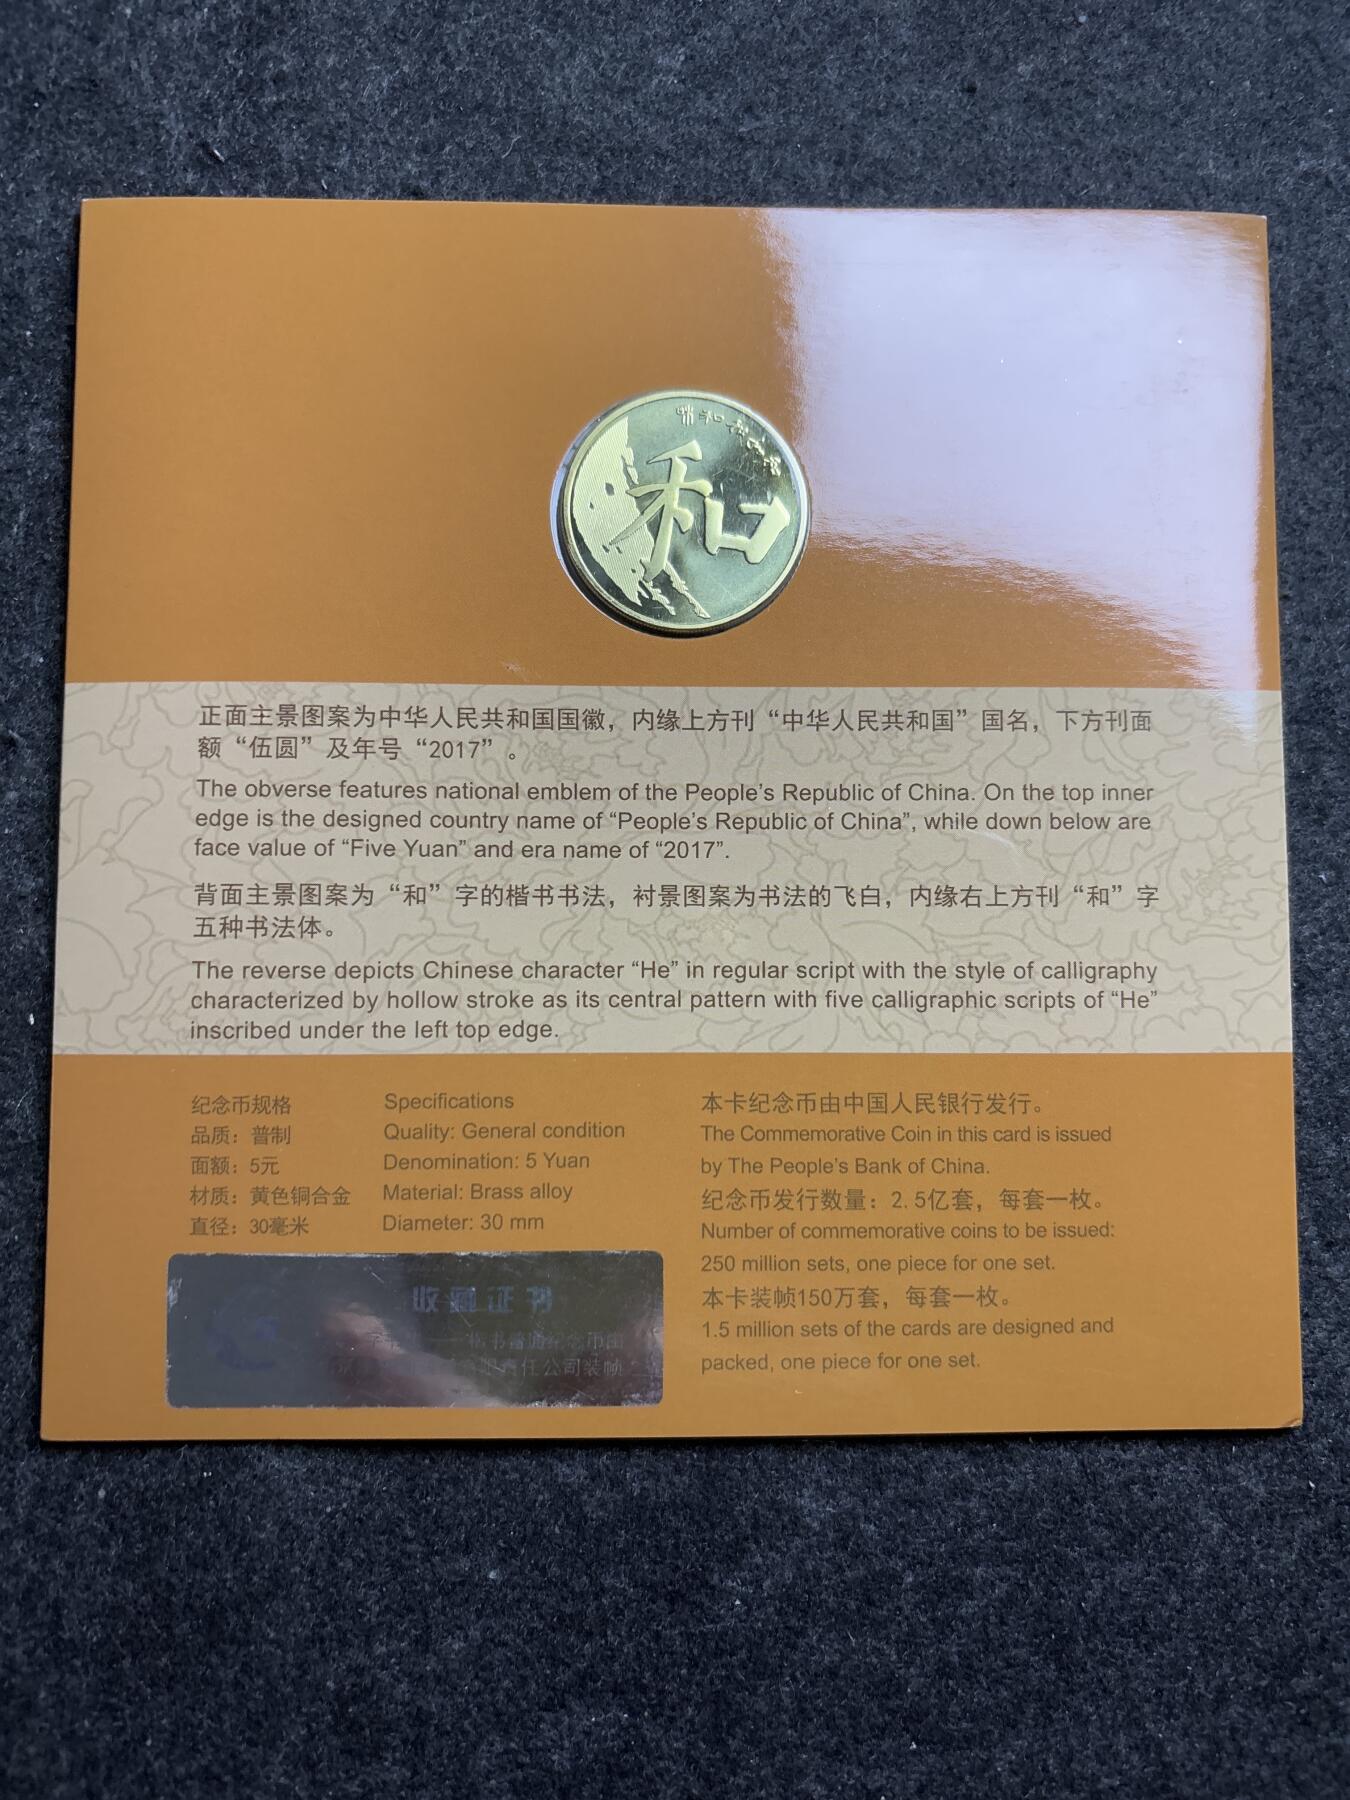 和
正面主景图案为中华人民共和国国徽，内缘上方刊“中华人民共和国”国名，下方刊面
额“伍圆”及年号“2017”。
The obverse features national emblem of the People’s Republic of China. On the top inner
edge is the designed country name of “People’s Republic of China”, while down below are
face value of “Five Yuan” and era name of “2017”.
背面主景图案为“和”字的楷书书法，衬景图案为书法的飞白，内缘右上方刊“和”字
五种书法体。
The reverse depicts Chinese character “He” in regular script with the style of calligraphy
characterized by hollow stroke as its central pattern with five calligraphic scripts of “He”
inscribed under the left top edge.
纪念币规格
品质：普制
面额：5元
材质：黄色铜合金
直径：30毫米
Specifications
Quality: General condition
Denomination: 5 Yuan
Material: Brass alloy
Diameter: 30 mm
收藏证书
楷书普通纪念币由
责任公司装帧
本卡纪念币由中国人民银行发行。
The Commemorative Coin in this card is issued
by The People’s Bank of China.
纪念币发行数量：2.5亿套，每套一枚。
Number of commemorative coins to be issued:
250 million sets, one piece for one set.
本卡装帧150万套，每套一枚。
1.5 million sets of the cards are designed and
packed, one piece for one set.